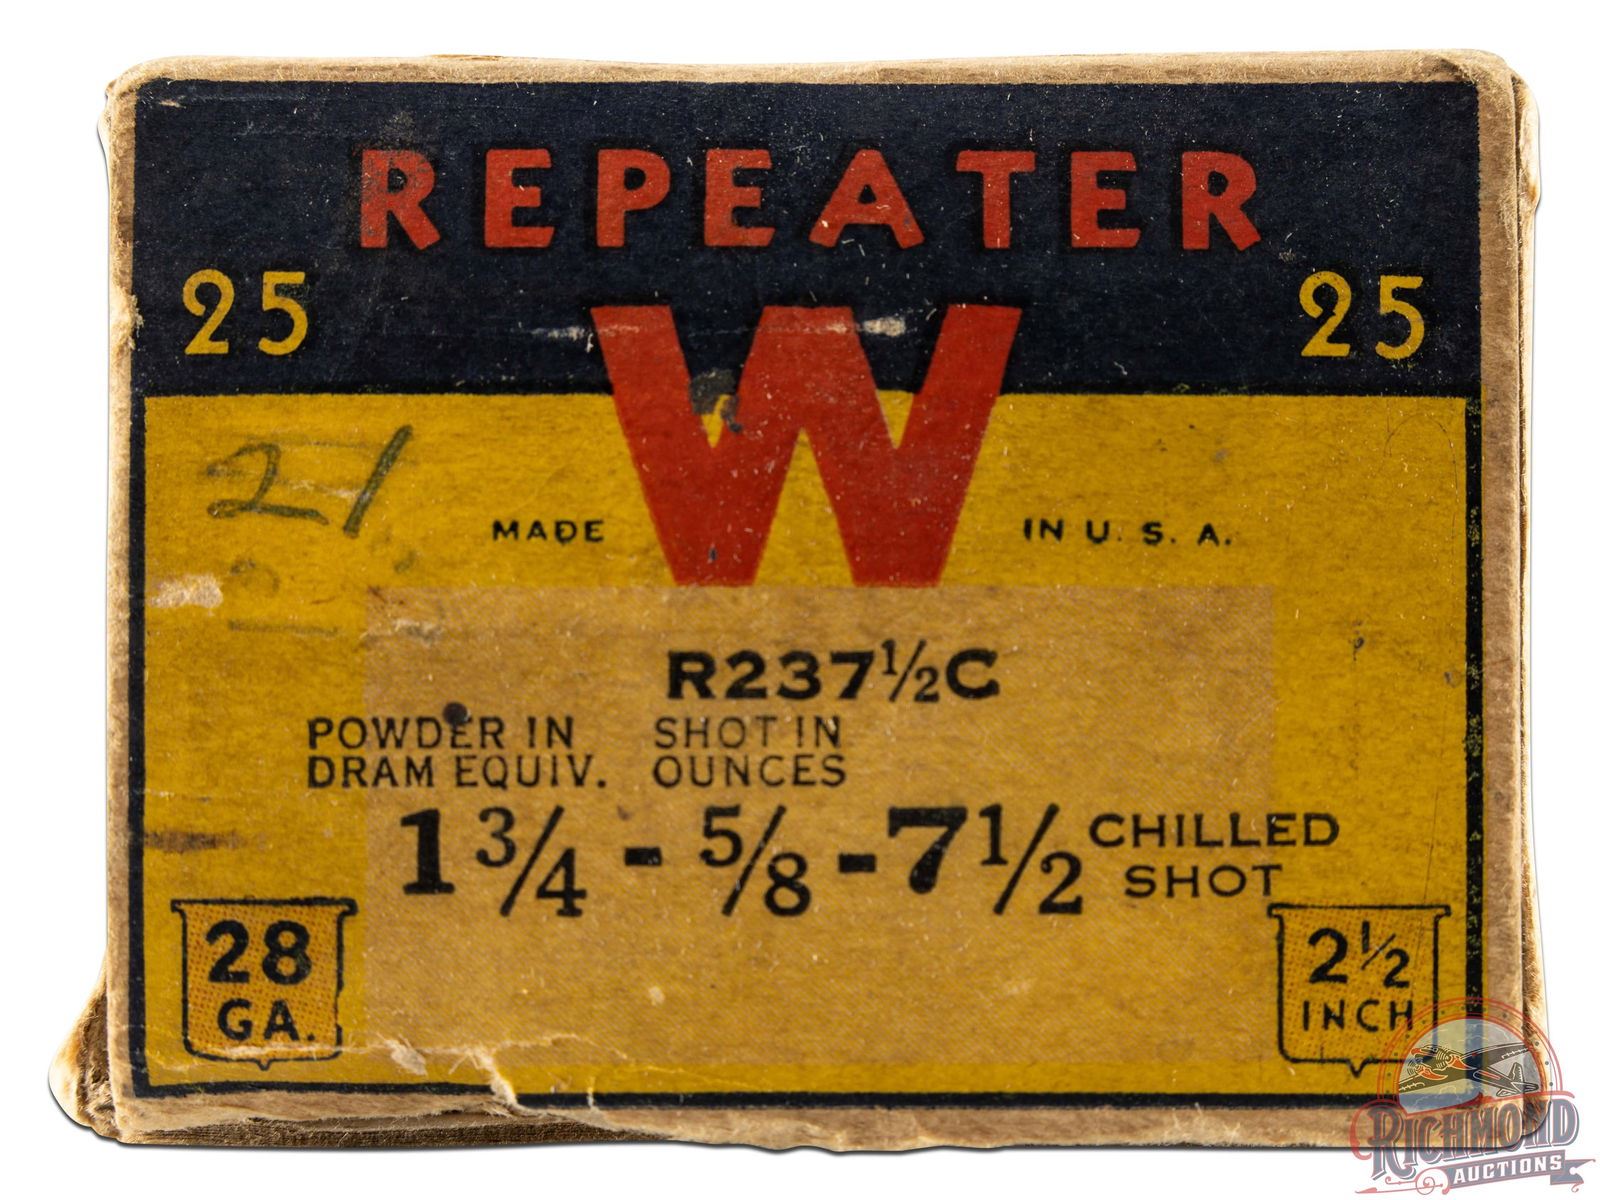 REPEATER
25 25
W
21
MADE IN U. S. A.
R237½C
POWDER IN SHOT IN
DRAM EQUIV. OUNCES
1¾ - ⅝ - 7½ CHILLED
SHOT
28
GA.
2½
INCH
RICHMOND
AUCTIONS